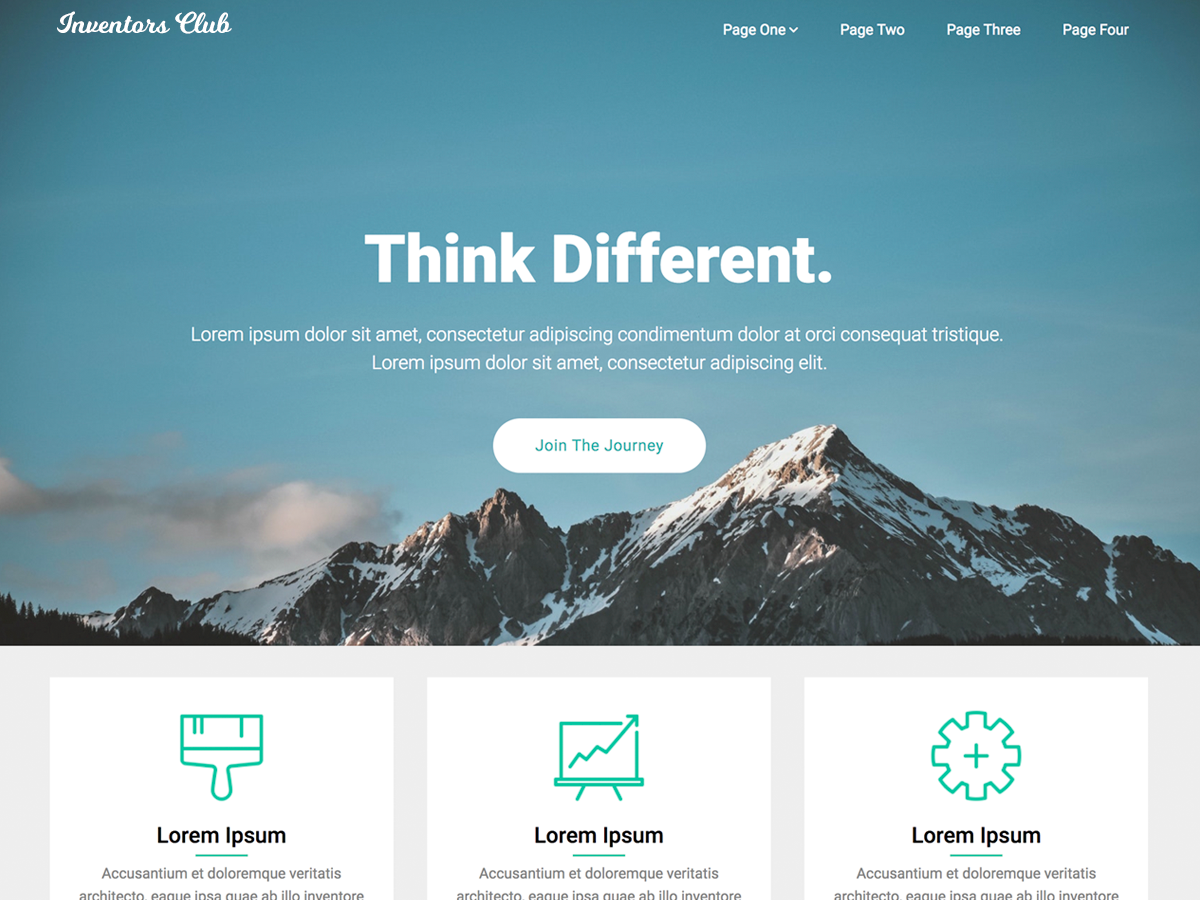 Inventors Club
Page One
Page Two
Page Three
Page Four
Think Different.
Lorem ipsum dolor sit amet, consectetur adipiscing condimentum dolor at orci consequat tristique.
Lorem ipsum dolor sit amet, consectetur adipiscing elit.
Join The Journey
Lorem Ipsum
Accusantium et doloremque veritatis
architecto, eaque ipsa quae ab illo inventore
Lorem Ipsum
Accusantium et doloremque veritatis
architecto, eaque ipsa quae ab illo inventore
Lorem Ipsum
Accusantium et doloremque veritatis
architecto, eaque ipsa quae ab illo inventore